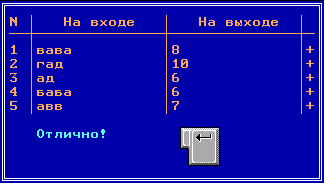 N На входе На выходе
1 вава 8 +
2 гад 10 +
3 ад 6 +
4 баба 6 +
5 авв 7 +
Отлично!